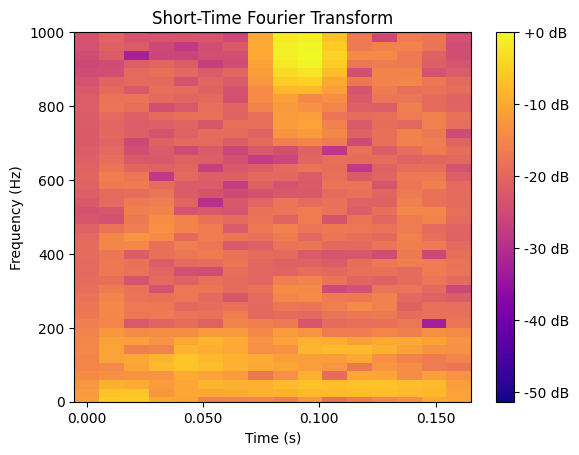 Short-Time Fourier Transform
1000
800
600
400
200
0
Frequency (Hz)
0.000
0.050
0.100
0.150
Time (s)
+0 dB
-10 dB
-20 dB
-30 dB
-40 dB
-50 dB